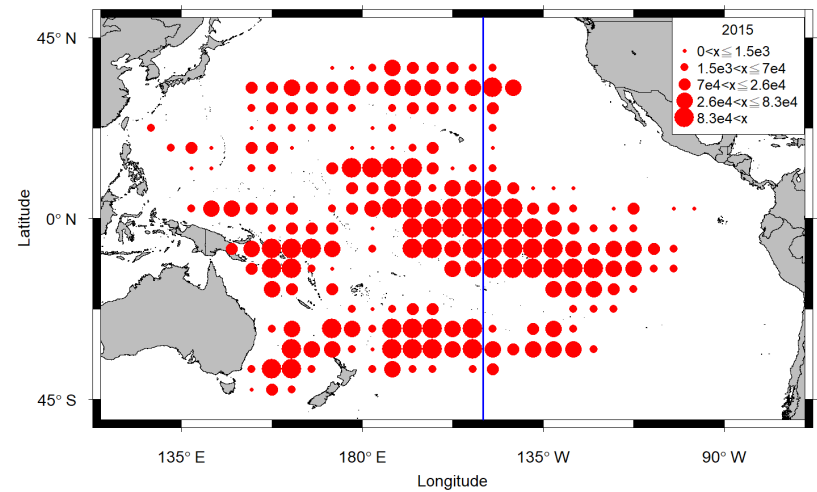 45° N
2015
0<x≦1.5e3
1.5e3<x≦7e4
7e4<x≦2.6e4
2.6e4<x≦8.3e4
8.3e4<x
Latitude
0° N
45° S
135° E
180° E
135° W
90° W
Longitude